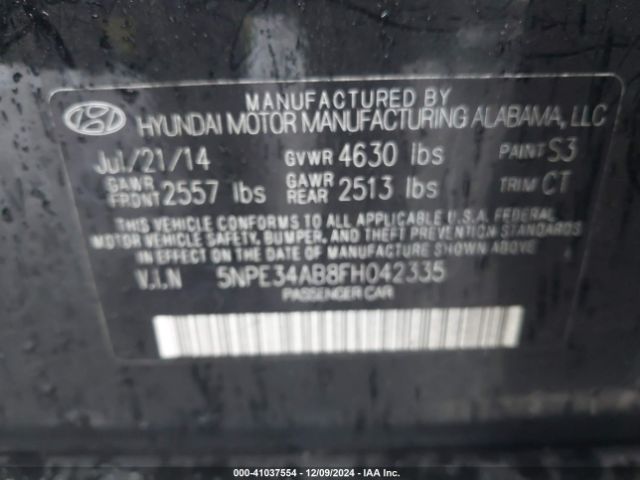 MANUFACTURED BY
HYUNDAI MOTOR MANUFACTURING ALABAMA, LLC
Jul/21/14 GVWR 4630 lbs PAINT S3
GAWR FRONT 2557 lbs GAWR REAR 2513 lbs TRIM CT
THIS VEHICLE CONFORMS TO ALL APPLICABLE U.S.A. FEDERAL
MOTOR VEHICLE SAFETY, BUMPER, AND THEFT PREVENTION STANDARDS
IN EFFECT ON THE DATE OF MANUFACTURE SHOWN ABOVE.
V.I.N 5NPE34AB8FH042335
PASSENGER CAR
000-41037554 - 12/09/2024 - IAA Inc.